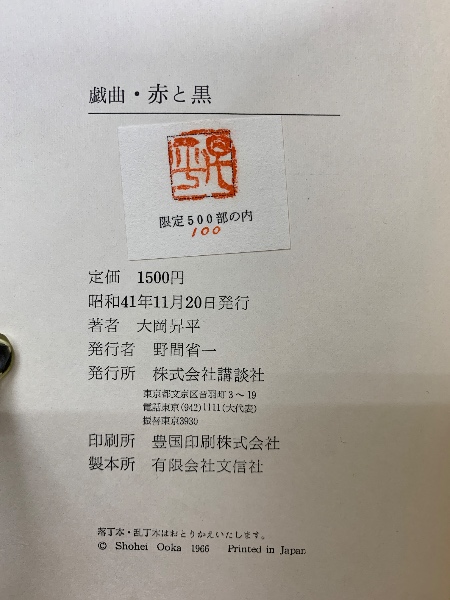 戯曲・赤と黒
昇平
限定500部の内
100
定価 1500円
昭和41年11月20日発行
著者 大岡昇平
発行者 野間省一
発行所 株式会社講談社
東京都文京区音羽町3～19
電話東京(942)1111(大代表)
振替東京3930
印刷所 豊国印刷株式会社
製本所 有限会社文信社
落丁本・乱丁本はおとりかえいたします。
© Shohei Ooka 1966 Printed in Japan